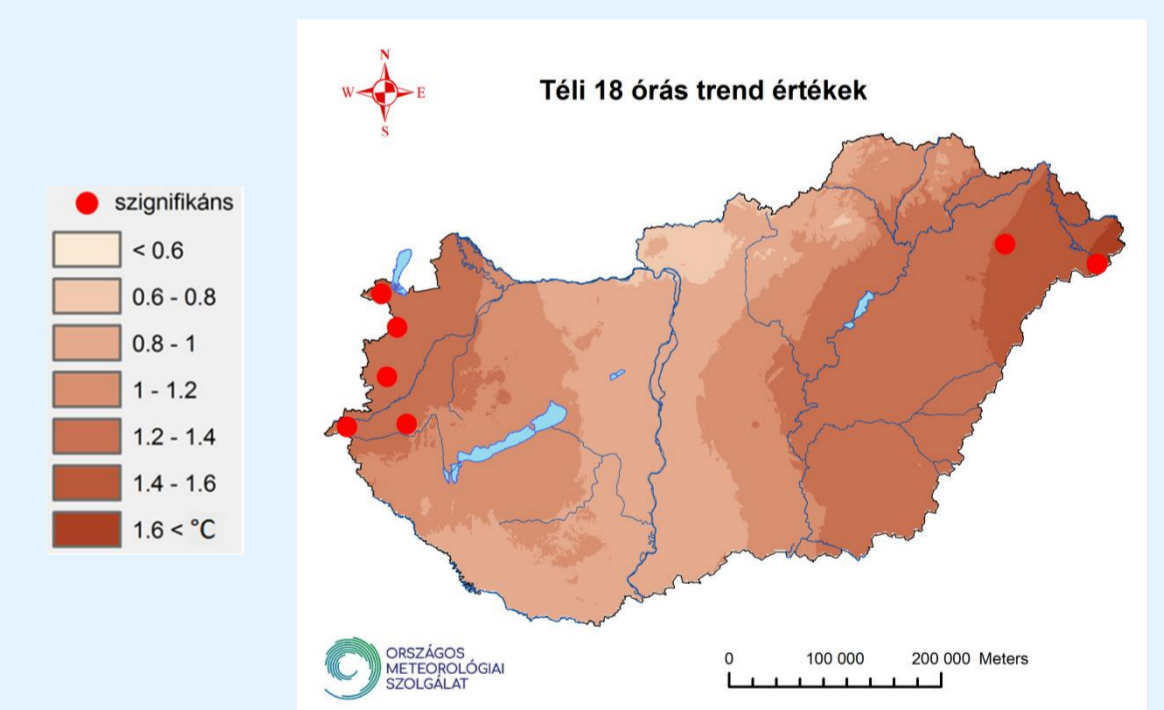 szignifikáns
< 0.6
0.6 - 0.8
0.8 - 1
1 - 1.2
1.2 - 1.4
1.4 - 1.6
1.6 < °C
N
W E
S
Téli 18 órás trend értékek
ORSZÁGOS
METEOROLÓGIAI
SZOLGÁLAT
0 100 000 200 000 Meters